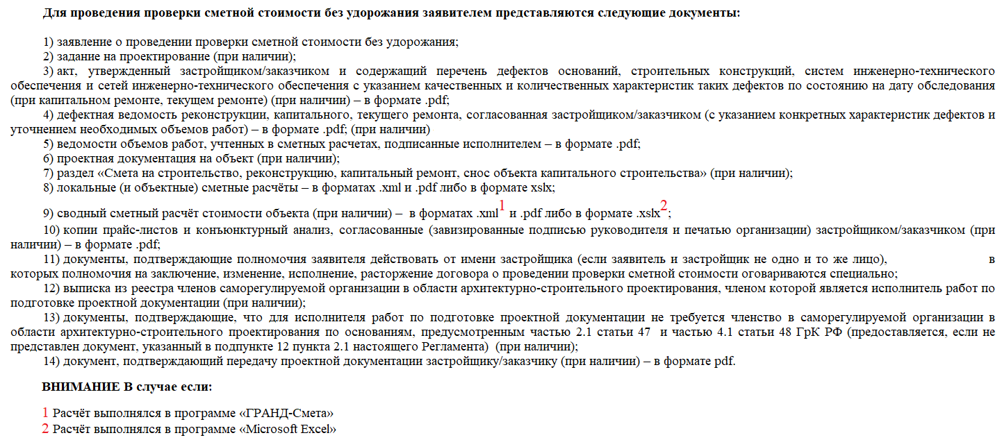 Для проведения проверки сметной стоимости без удорожания заявителем представляются следующие документы:
1) заявление о проведении проверки сметной стоимости без удорожания;
2) задание на проектирование (при наличии);
3) акт, утвержденный застройщиком/заказчиком и содержащий перечень дефектов оснований, строительных конструкций, систем инженерно-технического
обеспечения и сетей инженерно-технического обеспечения с указанием качественных и количественных характеристик таких дефектов по состоянию на дату обследования
(при капитальном ремонте, текущем ремонте) (при наличии) – в формате .pdf;
4) дефектная ведомость реконструкции, капитального, текущего ремонта, согласованная застройщиком/заказчиком (с указанием конкретных характеристик дефектов и
уточнением необходимых объемов работ) – в формате .pdf; (при наличии)
5) ведомости объемов работ, учтенных в сметных расчетах, подписанные исполнителем – в формате .pdf;
6) проектная документация на объект (при наличии);
7) раздел «Смета на строительство, реконструкцию, капитальный ремонт, снос объекта капитального строительства» (при наличии);
8) локальные (и объектные) сметные расчёты – в форматах .xml и .pdf либо в формате xslx;
9) сводный сметный расчёт стоимости объекта (при наличии) – в форматах .xml1 и .pdf либо в формате .xslx2;
10) копии прайс-листов и конъюнктурный анализ, согласованные (завизированные подписью руководителя и печатью организации) застройщиком/заказчиком (при
наличии) – в формате .pdf;
11) документы, подтверждающие полномочия заявителя действовать от имени застройщика (если заявитель и застройщик не одно и то же лицо), в
которых полномочия на заключение, изменение, исполнение, расторжение договора о проведении проверки сметной стоимости оговариваются специально;
12) выписка из реестра членов саморегулируемой организации в области архитектурно-строительного проектирования, членом которой является исполнитель работ по
подготовке проектной документации (при наличии);
13) документы, подтверждающие, что для исполнителя работ по подготовке проектной документации не требуется членство в саморегулируемой организации в
области архитектурно-строительного проектирования по основаниям, предусмотренным частью 2.1 статьи 47 и частью 4.1 статьи 48 ГрК РФ (предоставляется, если не
представлен документ, указанный в подпункте 12 пункта 2.1 настоящего Регламента) (при наличии);
14) документ, подтверждающий передачу проектной документации застройщику/заказчику (при наличии) – в формате pdf.
ВНИМАНИЕ В случае если:
1 Расчёт выполнялся в программе «ГРАНД-Смета»
2 Расчёт выполнялся в программе «Microsoft Excel»